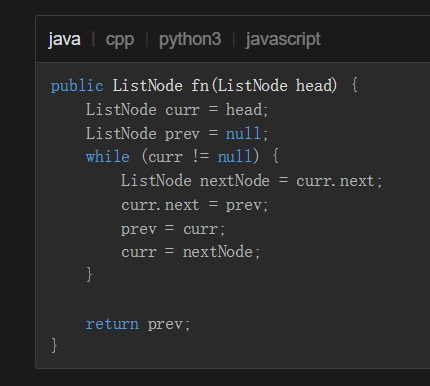 java | cpp | python3 | javascript
public ListNode fn(ListNode head) {
    ListNode curr = head;
    ListNode prev = null;
    while (curr != null) {
        ListNode nextNode = curr.next;
        curr.next = prev;
        prev = curr;
        curr = nextNode;
    }

    return prev;
}